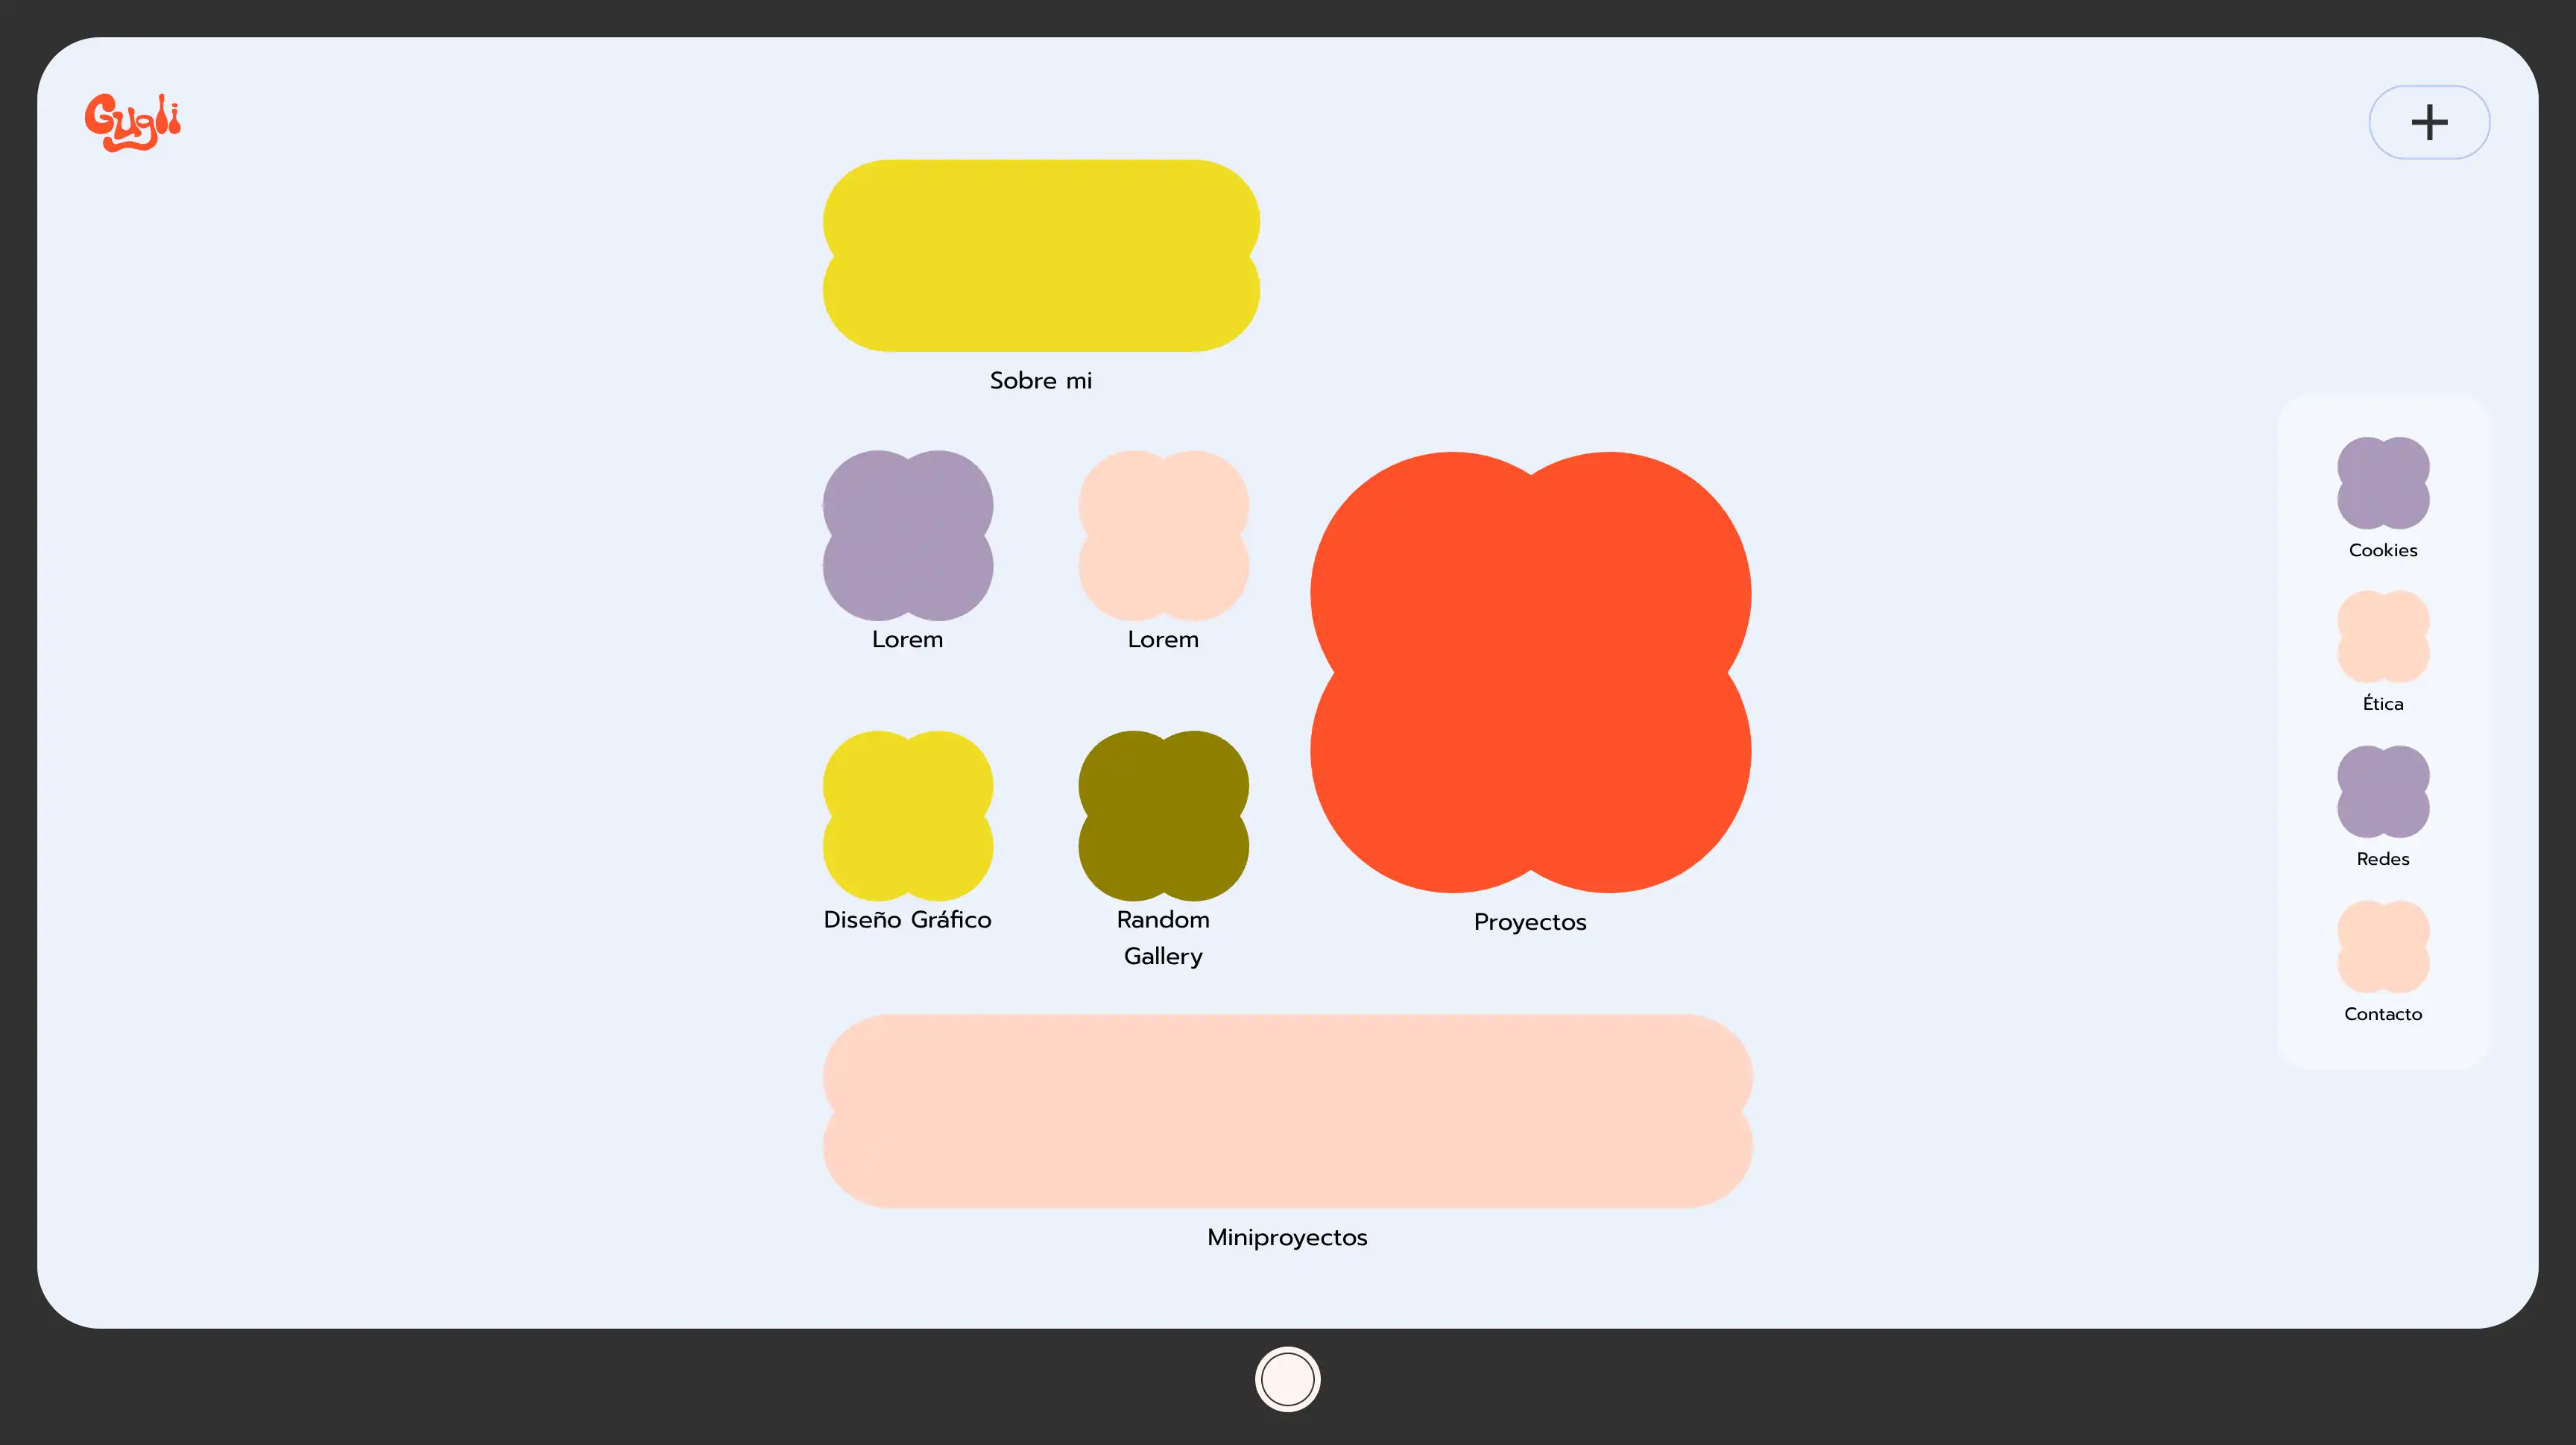 Gugli
Sobre mi
Lorem
Lorem
Diseño Gráfico
Random
Gallery
Proyectos
Miniproyectos
Cookies
Ética
Redes
Contacto